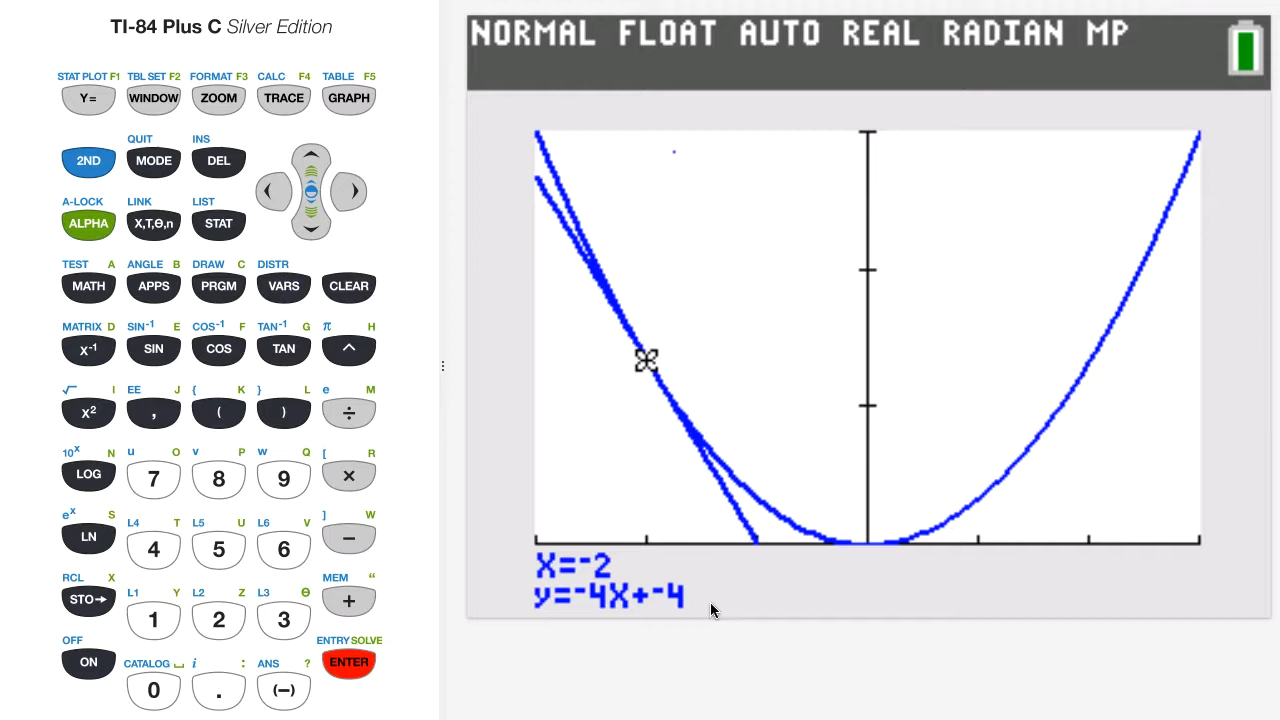 TI-84 Plus C Silver Edition
STAT PLOT F1 TBL SET F2 FORMAT F3 CALC F4 TABLE F5
Y= WINDOW ZOOM TRACE GRAPH
QUIT INS
2ND MODE DEL
A-LOCK LINK LIST
ALPHA X,T,Θ,n STAT
TEST A ANGLE B DRAW C DISTR
MATH APPS PRGM VARS CLEAR
MATRIX D SIN⁻¹ E COS⁻¹ F TAN⁻¹ G π H
X⁻¹ SIN COS TAN ^
√ I EE J { K } L e M
X² , ( ) ÷
10ˣ N u O v P w Q [ R
LOG 7 8 9 ×
eˣ S L4 T L5 U L6 V ] W
LN 4 5 6 −
RCL X L1 Y L2 Z L3 Θ MEM “
STO→ 1 2 3 +
OFF CATALOG ⎵ i : ANS ? ENTRY SOLVE
ON 0 . (−) ENTER
NORMAL FLOAT AUTO REAL RADIAN MP
X=⁻2
y=⁻4X+⁻4